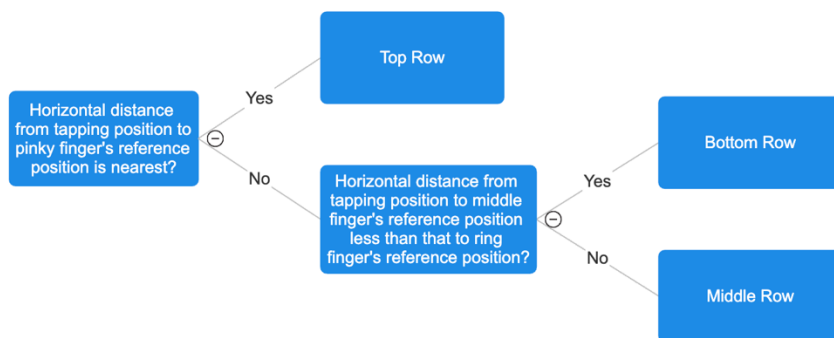 Top Row
Yes
Horizontal distance
from tapping position to
pinky finger's reference
position is nearest?
No
Horizontal distance from
tapping position to middle
finger's reference position
less than that to ring
finger's reference position?
Yes
Bottom Row
No
Middle Row